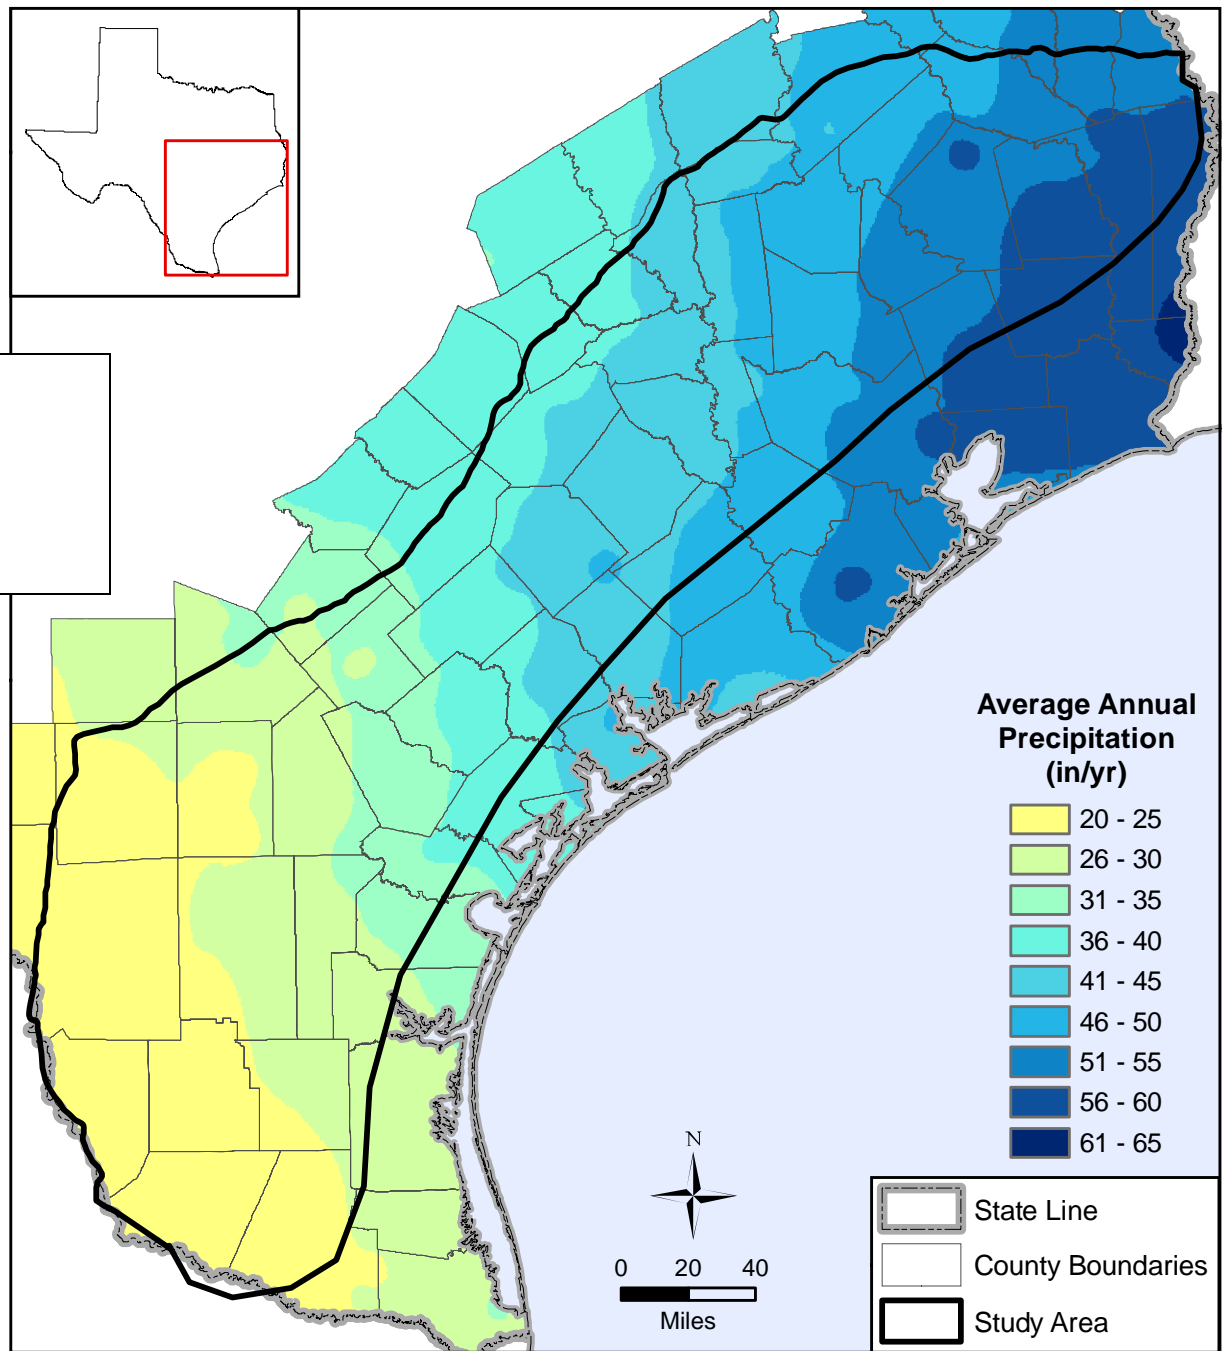 Average Annual
Precipitation
(in/yr)
20 - 25
26 - 30
31 - 35
36 - 40
41 - 45
46 - 50
51 - 55
56 - 60
61 - 65
N
0 20 40
Miles
State Line
County Boundaries
Study Area